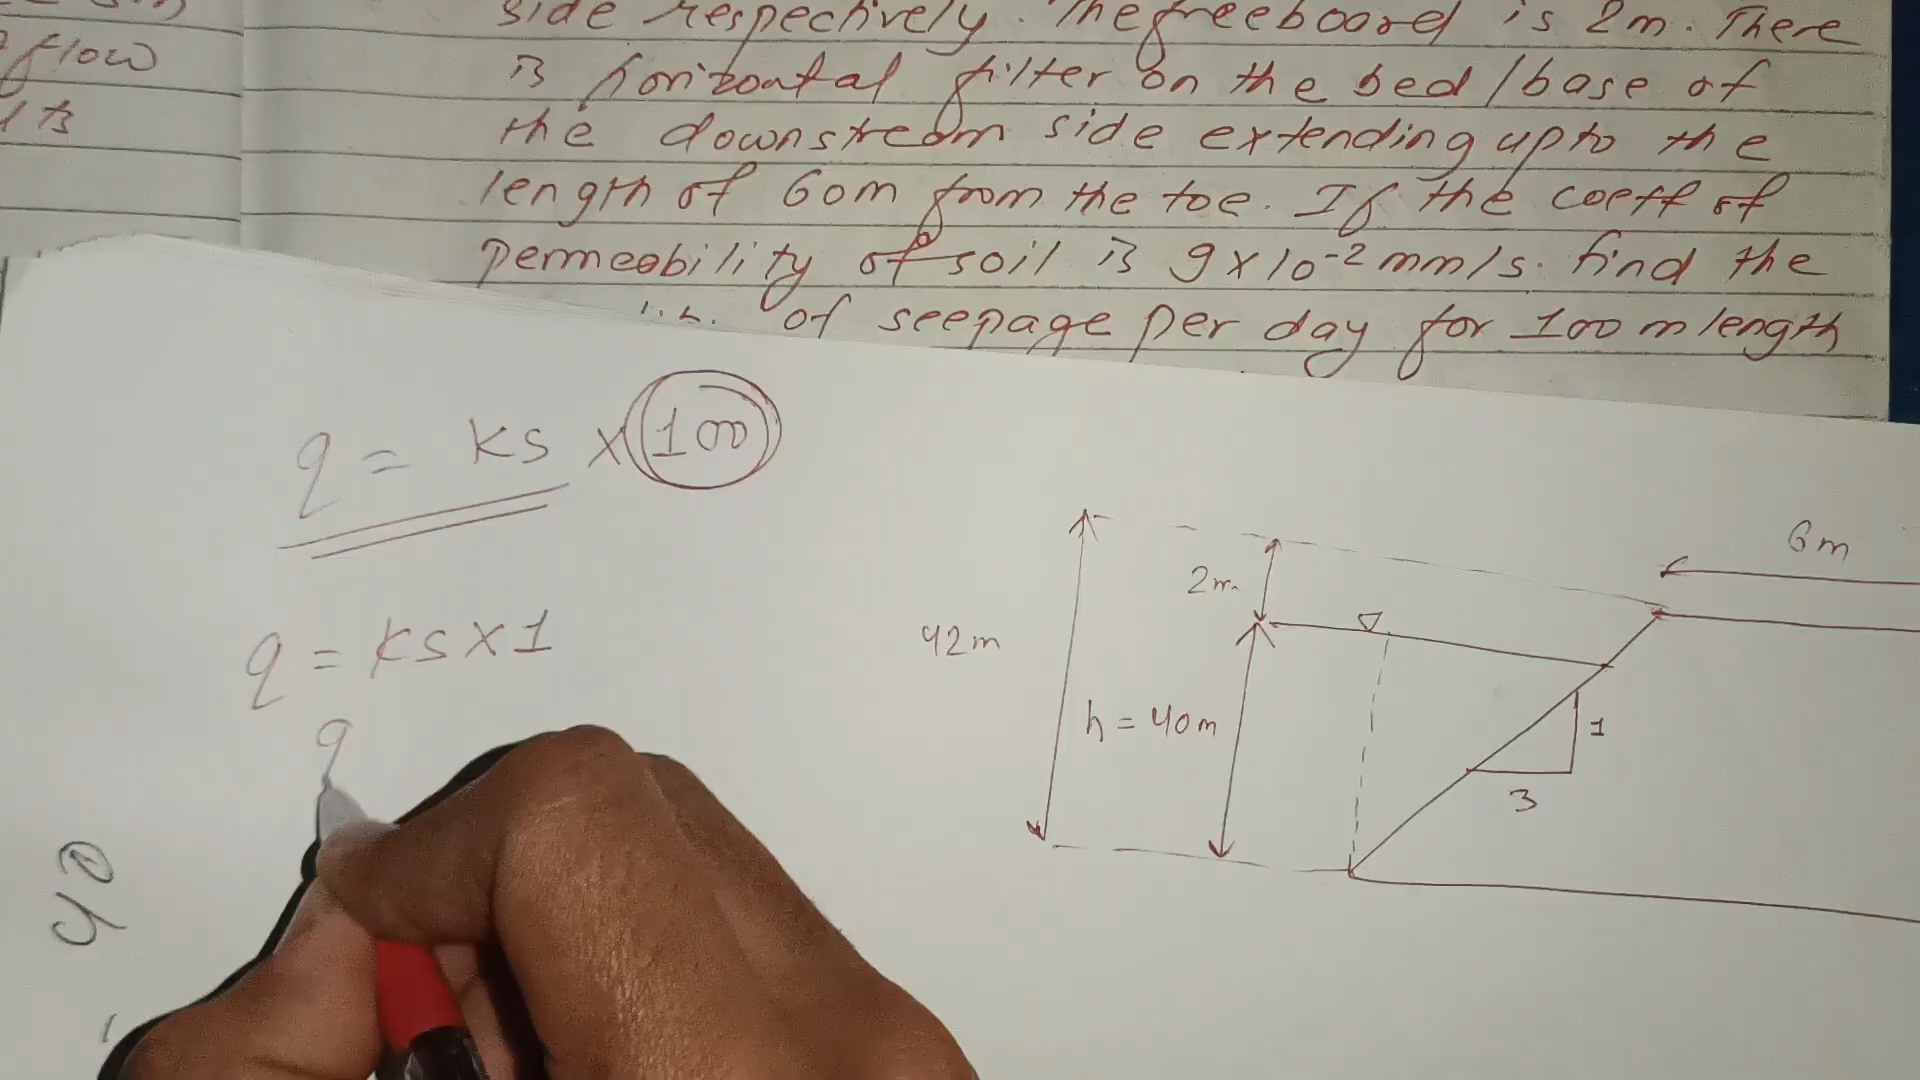 side respectively. The freeboard is 2m. There
is horizontal filter on the bed/base of
the downstream side extending upto the
length of 60m from the toe. If the coeff of
permeability of soil is 9x10-2 mm/s. find the
of seepage per day for 100m length
flow
q = ks x 100
q = ks x 1
q
40
6m
2m
42m
h = 40m
1
3